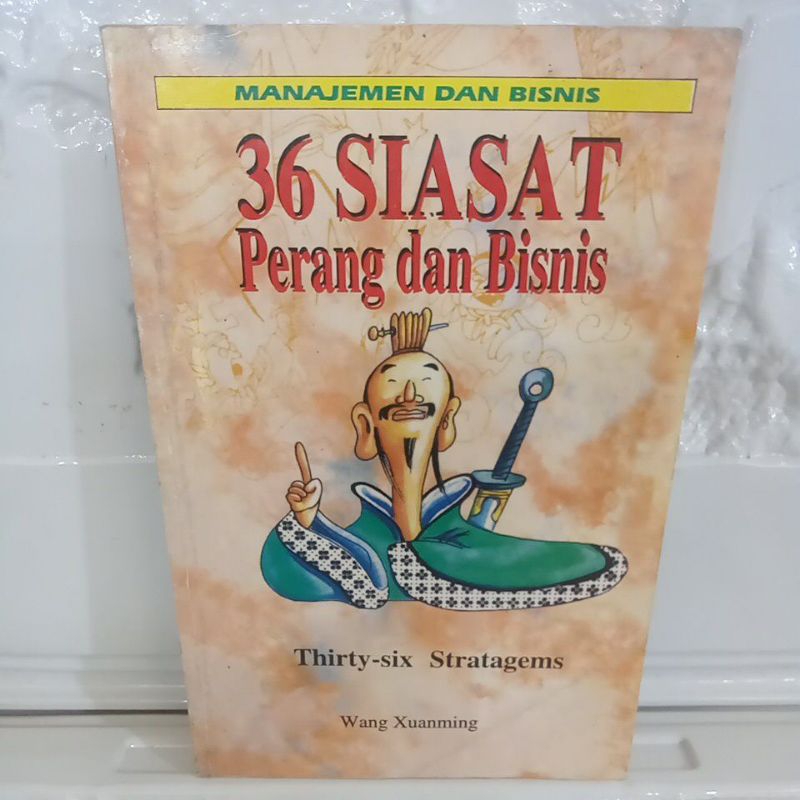 MANAJEMEN DAN BISNIS
36 SIASAT
Perang dan Bisnis
Thirty-six Stratagems
Wang Xuanming